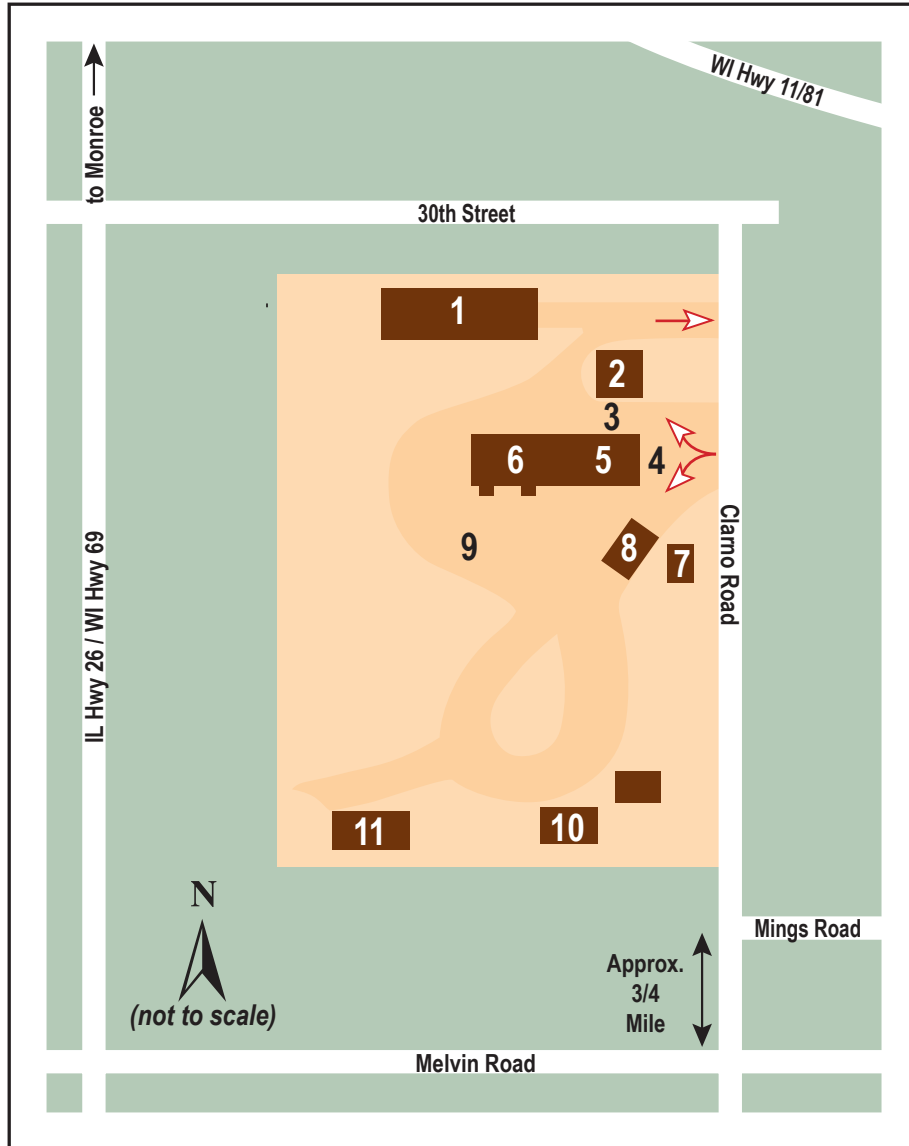 WI Hwy 11/81
to Monroe
30th Street
1
2
3
6
5
4
9
8
7
Clarno Road
IL Hwy 26 / WI Hwy 69
11
10
N
(not to scale)
Approx.
3/4
Mile
Mings Road
Melvin Road